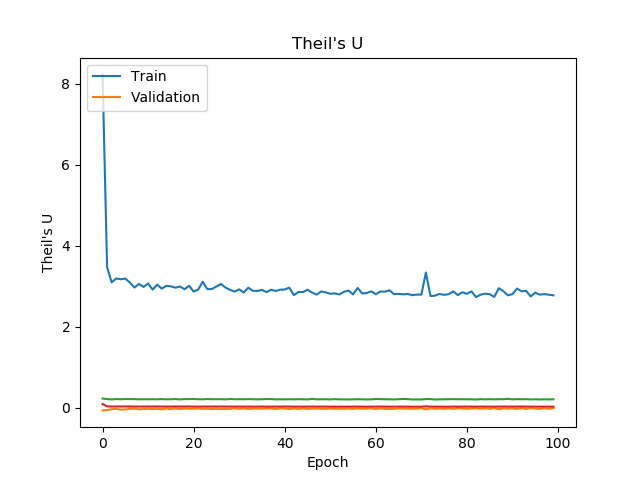 Theil's U
Train
Validation
8
6
4
2
0
Theil's U
0 20 40 60 80 100
Epoch